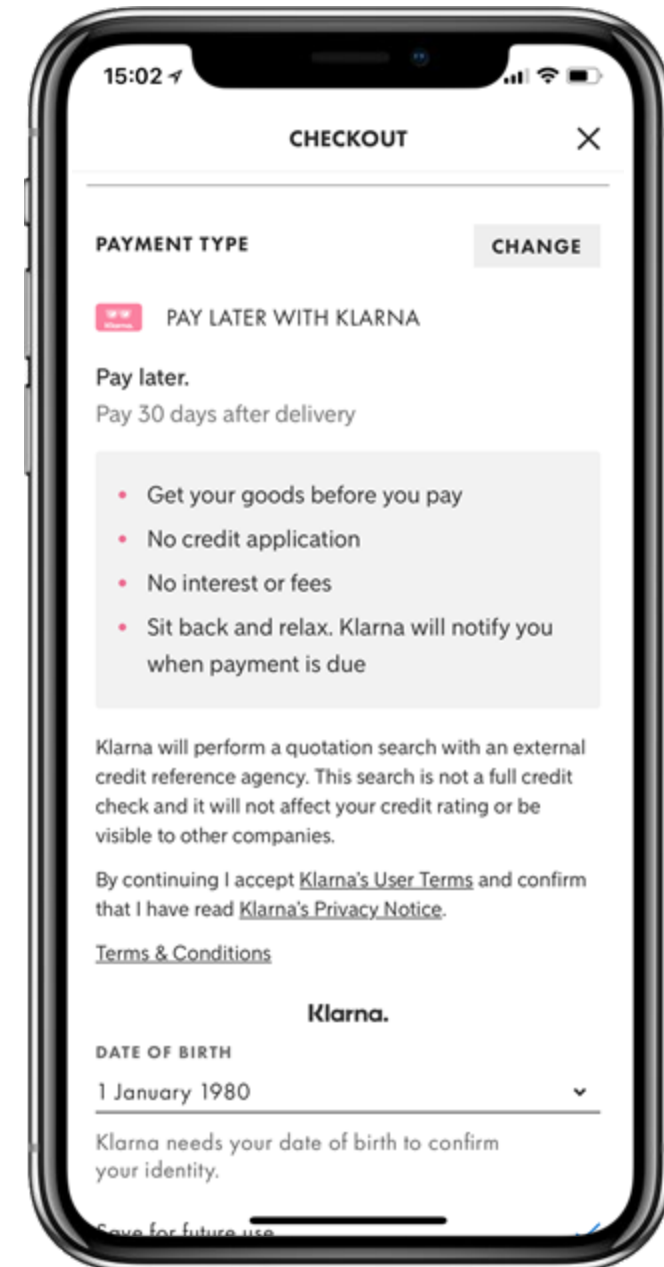 15:02
CHECKOUT
PAYMENT TYPE
CHANGE
Klarna.
PAY LATER WITH KLARNA
Pay later.
Pay 30 days after delivery
• Get your goods before you pay
• No credit application
• No interest or fees
• Sit back and relax. Klarna will notify you
when payment is due
Klarna will perform a quotation search with an external
credit reference agency. This search is not a full credit
check and it will not affect your credit rating or be
visible to other companies.
By continuing I accept Klarna's User Terms and confirm
that I have read Klarna's Privacy Notice.
Terms & Conditions
Klarna.
DATE OF BIRTH
1 January 1980
Klarna needs your date of birth to confirm
your identity.
Save for future use